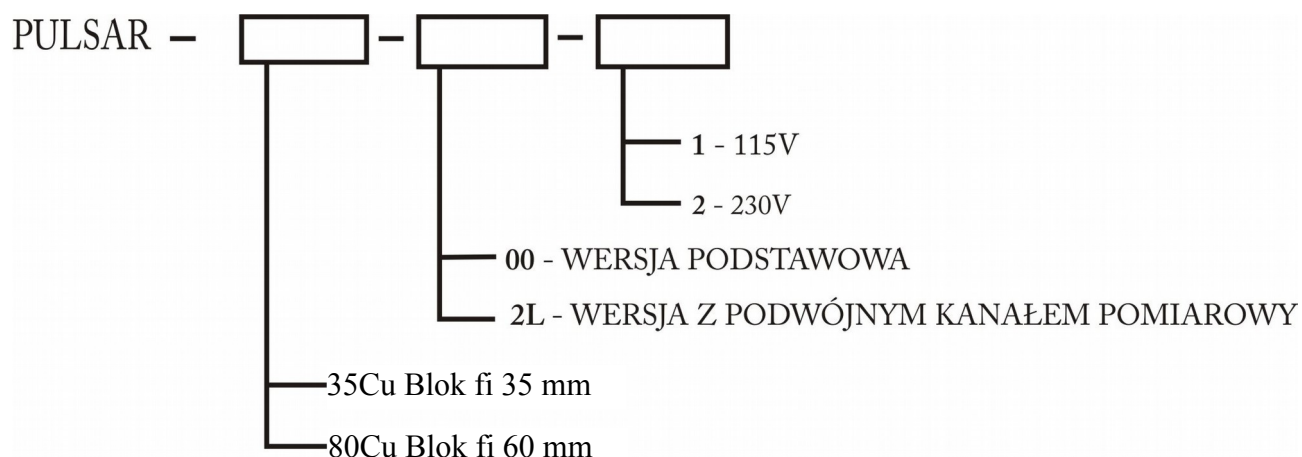 PULSAR – –  –
1 - 115V
2 - 230V
00 - WERSJA PODSTAWOWA
2L - WERSJA Z PODWÓJNYM KANAŁEM POMIAROWY
35Cu Blok fi 35 mm
80Cu Blok fi 60 mm